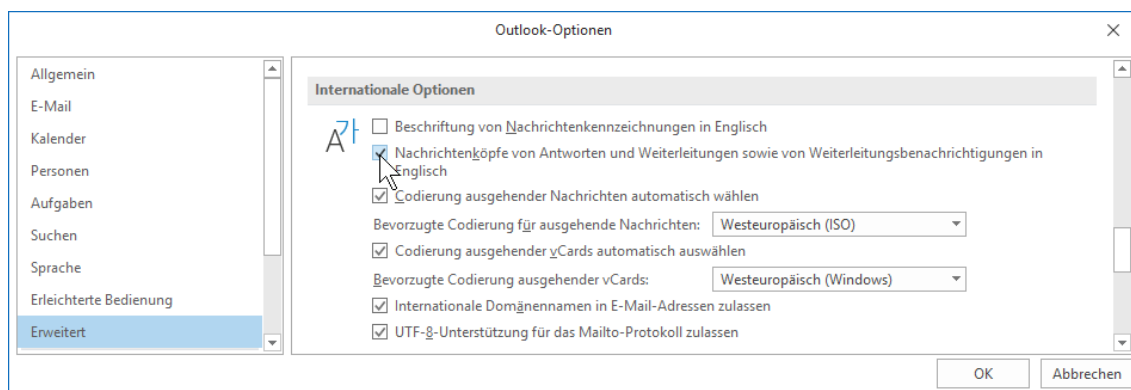 Outlook-Optionen
Allgemein
E-Mail
Kalender
Personen
Aufgaben
Suchen
Sprache
Erleichterte Bedienung
Erweitert
Internationale Optionen
Beschriftung von Nachrichtenkennzeichnungen in Englisch
Nachrichtenköpfe von Antworten und Weiterleitungen sowie von Weiterleitungsbenachrichtigungen in
Englisch
Codierung ausgehender Nachrichten automatisch wählen
Bevorzugte Codierung für ausgehende Nachrichten: Westeuropäisch (ISO)
Codierung ausgehender vCards automatisch auswählen
Bevorzugte Codierung ausgehender vCards: Westeuropäisch (Windows)
Internationale Domänennamen in E-Mail-Adressen zulassen
UTF-8-Unterstützung für das Mailto-Protokoll zulassen
OK Abbrechen